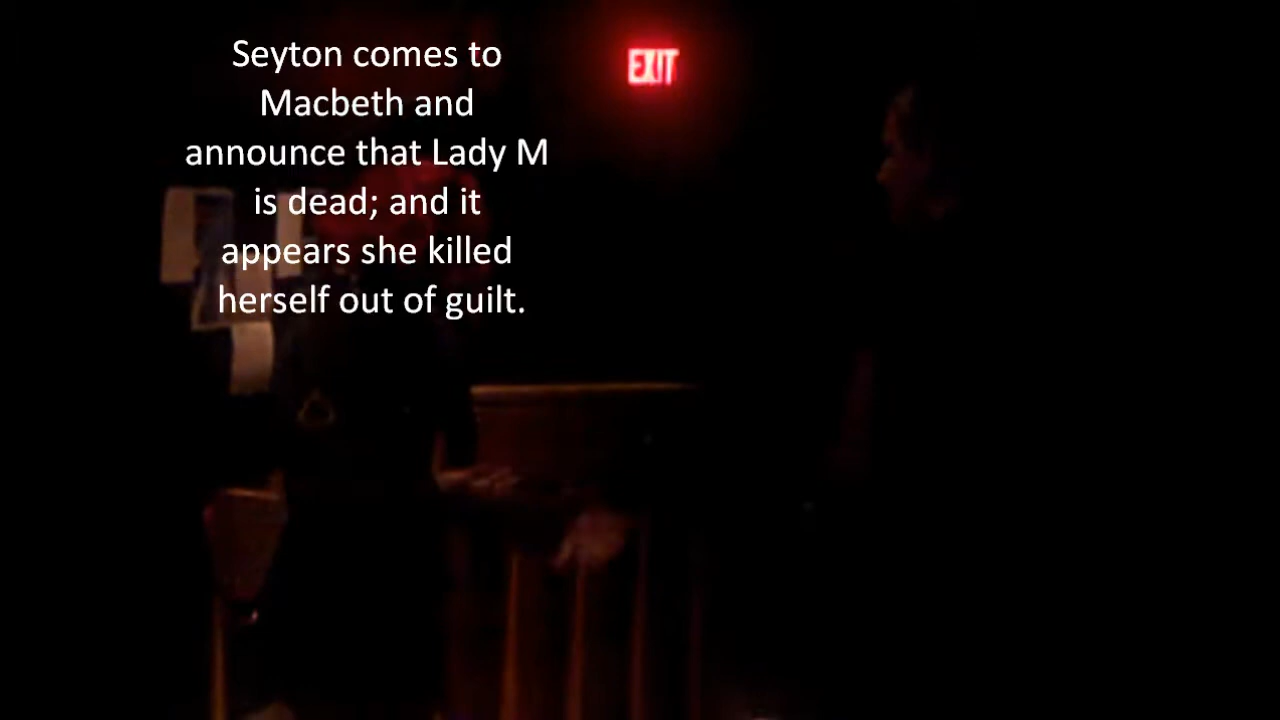 Seyton comes to
Macbeth and
announce that Lady M
is dead; and it
appears she killed
herself out of guilt.
EXIT